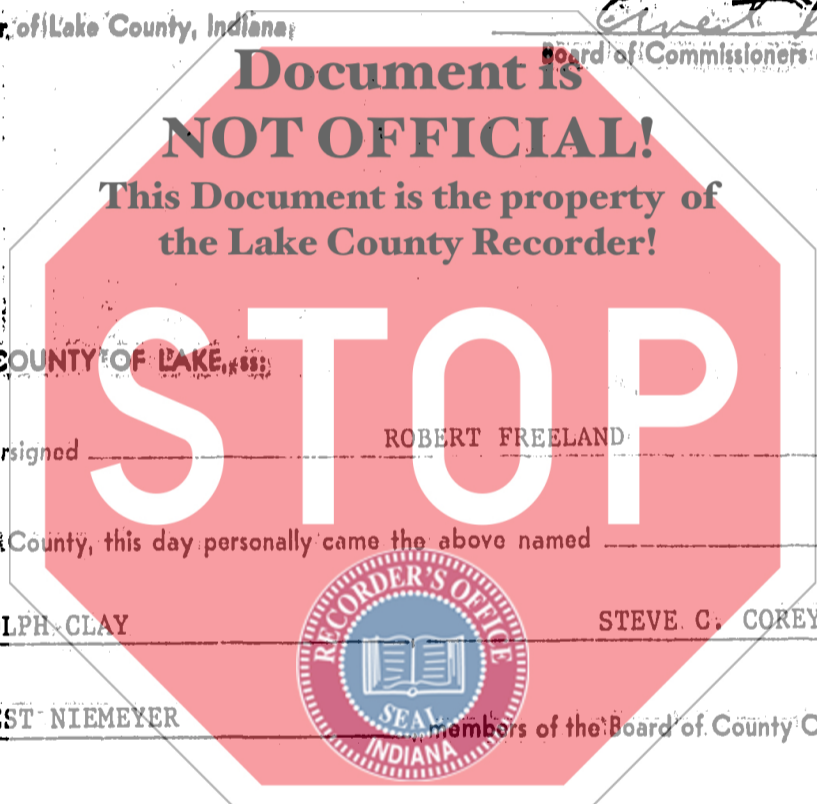 r of Lake County, Indiana
Board of Commissioners
Document is
NOT OFFICIAL!
This Document is the property of
the Lake County Recorder!
STOP
COUNTY OF LAKE, ss:
rsigned ROBERT FREELAND
County, this day personally came the above named
LPH CLAY STEVE C. COREY
RECORDER'S OFFICE
SEAL
INDIANA
ST NIEMEYER members of the Board of County C